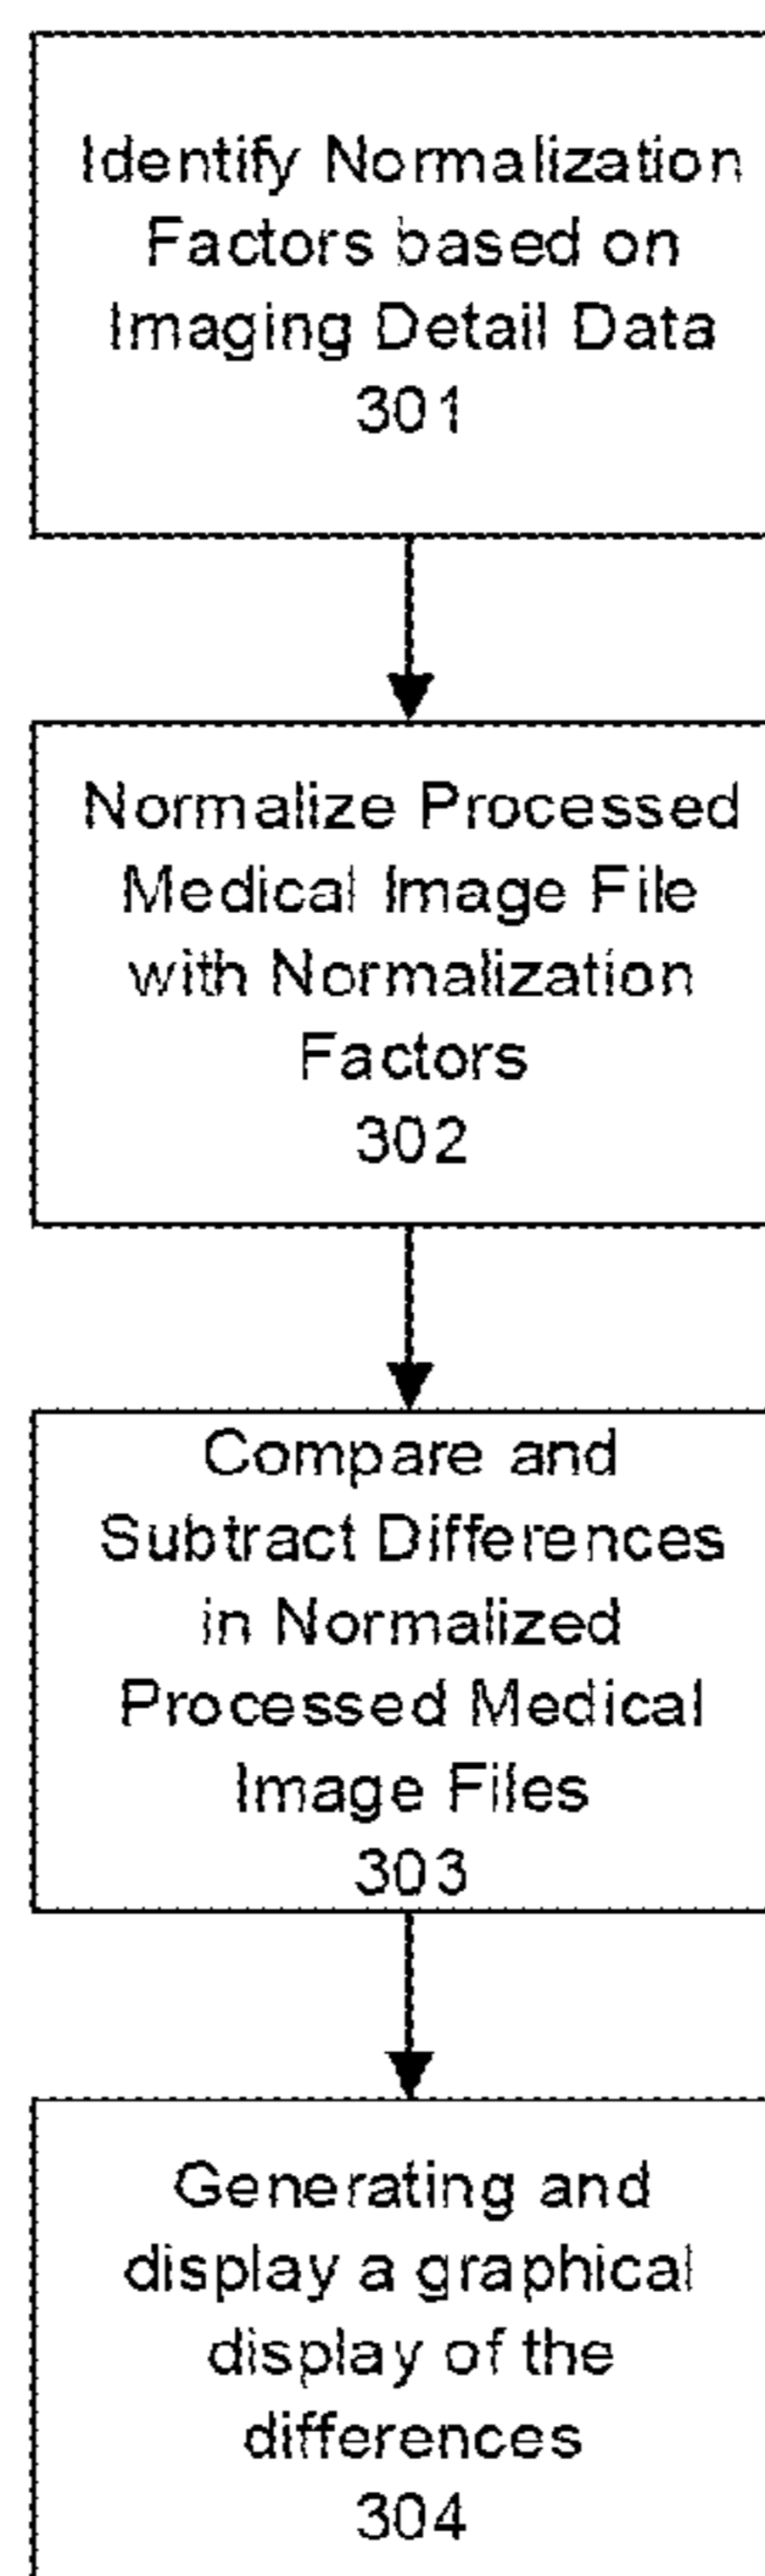 Identify Normalization
Factors based on
Imaging Detail Data
301
Normalize Processed
Medical Image File
with Normalization
Factors
302
Compare and
Subtract Differences
in Normalized
Processed Medical
Image Files
303
Generating and
display a graphical
display of the
differences
304